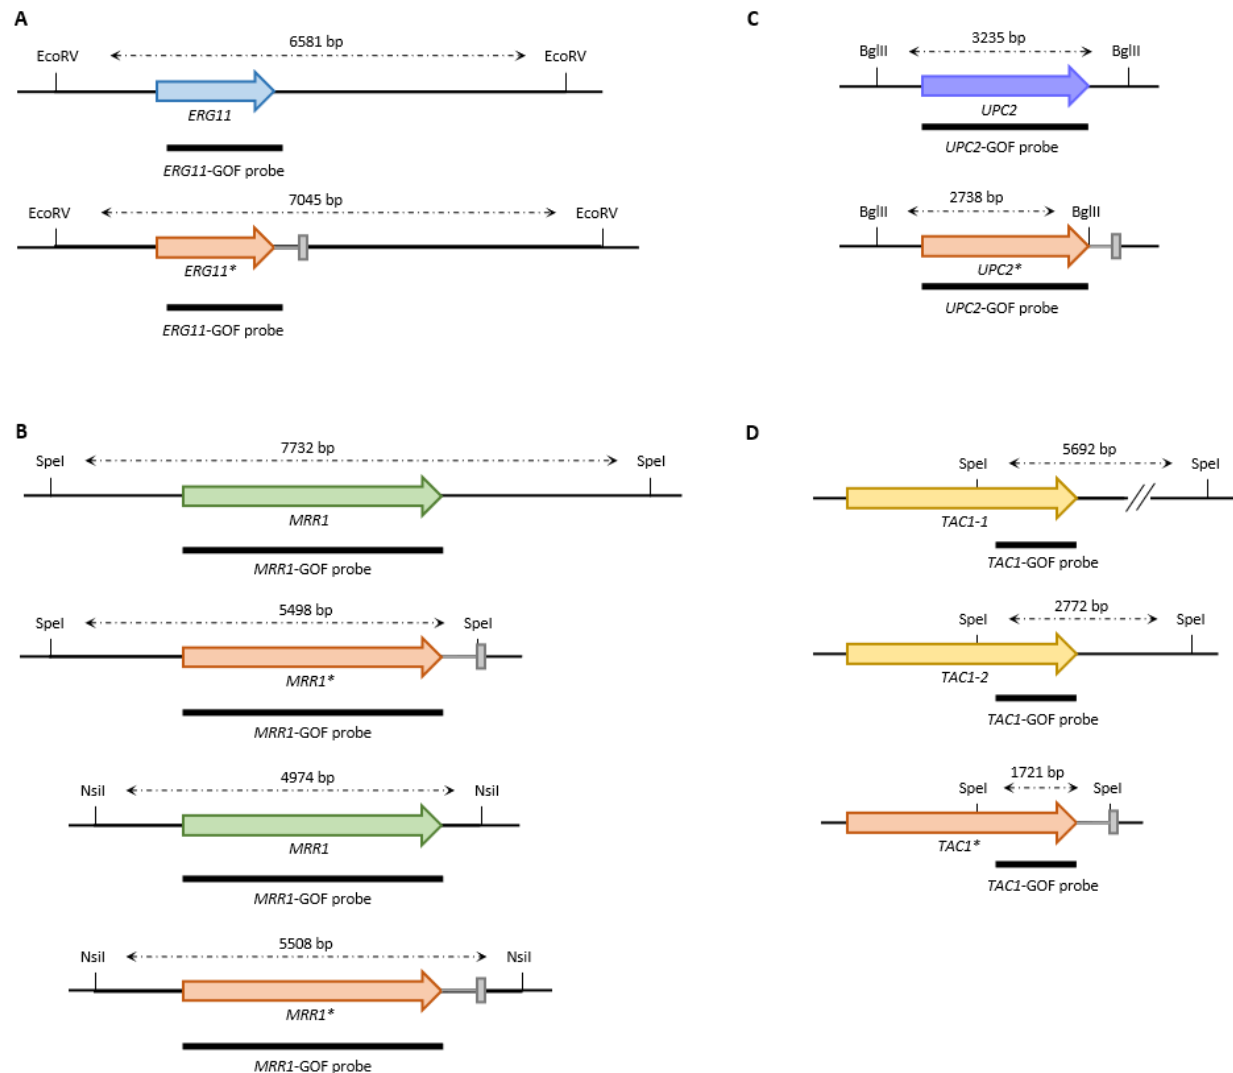 A
6581 bp
EcoRV
EcoRV
ERG11
ERG11-GOF probe
7045 bp
EcoRV
EcoRV
ERG11*
ERG11-GOF probe
C
3235 bp
BglII
BglII
UPC2
UPC2-GOF probe
2738 bp
BglII
BglII
UPC2*
UPC2-GOF probe
B
7732 bp
SpeI
SpeI
MRR1
MRR1-GOF probe
5498 bp
SpeI
SpeI
MRR1*
MRR1-GOF probe
4974 bp
NsiI
NsiI
MRR1
MRR1-GOF probe
5508 bp
NsiI
NsiI
MRR1*
MRR1-GOF probe
D
5692 bp
SpeI
SpeI
TAC1-1
TAC1-GOF probe
2772 bp
SpeI
SpeI
TAC1-2
TAC1-GOF probe
1721 bp
SpeI
SpeI
TAC1*
TAC1-GOF probe